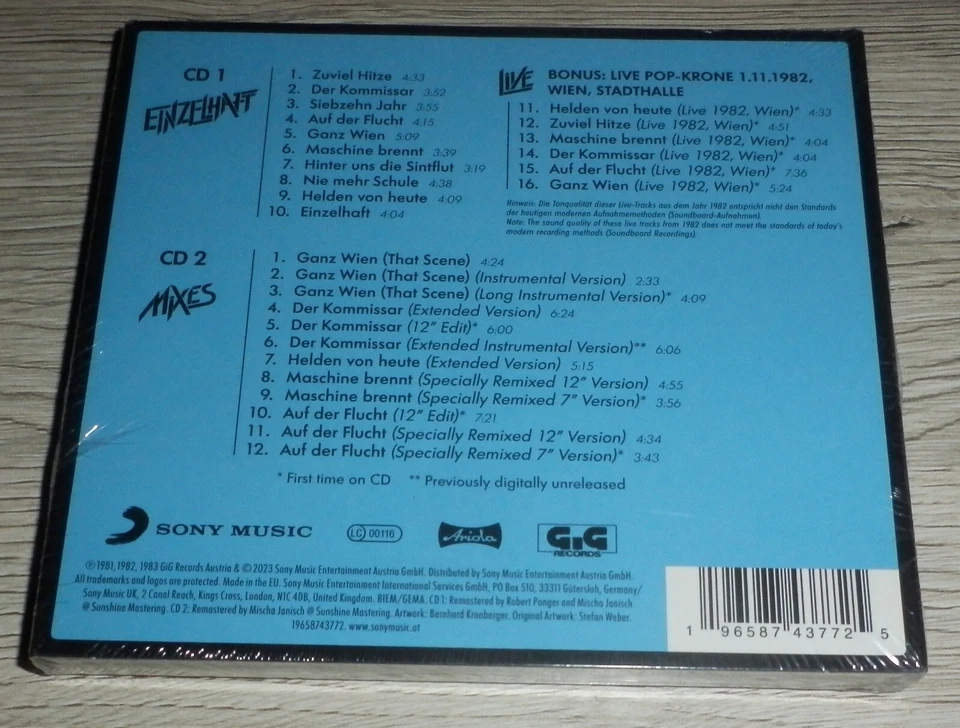 CD 1
EINZELHAFT
1. Zuviel Hitze 4:33
2. Der Kommissar 3:52
3. Siebzehn Jahr 3:55
4. Auf der Flucht 4:15
5. Ganz Wien 5:09
6. Maschine brennt 3:39
7. Hinter uns die Sintflut 3:19
8. Nie mehr Schule 4:38
9. Helden von heute 4:09
10. Einzelhaft 4:04
LIVE
BONUS: LIVE POP-KRONE 1.11.1982,
WIEN, STADTHALLE
11. Helden von heute (Live 1982, Wien)* 4:33
12. Zuviel Hitze (Live 1982, Wien)* 4:51
13. Maschine brennt (Live 1982, Wien)* 4:04
14. Der Kommissar (Live 1982, Wien)* 4:04
15. Auf der Flucht (Live 1982, Wien)* 7:36
16. Ganz Wien (Live 1982, Wien)* 5:24
Hinweis: Die Tonqualität dieser Live-Tracks aus dem Jahr 1982 entspricht nicht den Standards
der heutigen modernen Aufnahmemethoden (Soundboard-Aufnahmen).
Note: The sound quality of these live tracks from 1982 does not meet the standards of today's
modern recording methods (Soundboard Recordings).
CD 2
MIXES
1. Ganz Wien (That Scene) 4:24
2. Ganz Wien (That Scene) (Instrumental Version) 2:33
3. Ganz Wien (That Scene) (Long Instrumental Version)* 4:09
4. Der Kommissar (Extended Version) 6:24
5. Der Kommissar (12” Edit)* 6:00
6. Der Kommissar (Extended Instrumental Version)** 6:06
7. Helden von heute (Extended Version) 5:15
8. Maschine brennt (Specially Remixed 12” Version) 4:55
9. Maschine brennt (Specially Remixed 7” Version)* 3:56
10. Auf der Flucht (12” Edit)* 7:21
11. Auf der Flucht (Specially Remixed 12” Version) 4:34
12. Auf der Flucht (Specially Remixed 7” Version)* 3:43
* First time on CD ** Previously digitally unreleased
SONY MUSIC
LC 00116
Ariola
GiG
RECORDS
℗1981, 1982, 1983 GiG Records Austria & ©2023 Sony Music Entertainment Austria GmbH. Distributed by Sony Music Entertainment Austria GmbH.
All trademarks and logos are protected. Made in the EU. Sony Music Entertainment International Services GmbH, PO Box 510, 33311 Gütersloh, Germany/
Sony Music UK, 2 Canal Reach, Kings Cross, London, N1C 4DB, United Kingdom. BIEM/GEMA. CD 1: Remastered by Robert Ponger and Mischa Janisch
@ Sunshine Mastering. CD 2: Remastered by Mischa Janisch @ Sunshine Mastering. Artwork: Bernhard Kranberger. Original Artwork: Stefan Weber.
19658743772. www.sonymusic.at
1 96587 43772 5